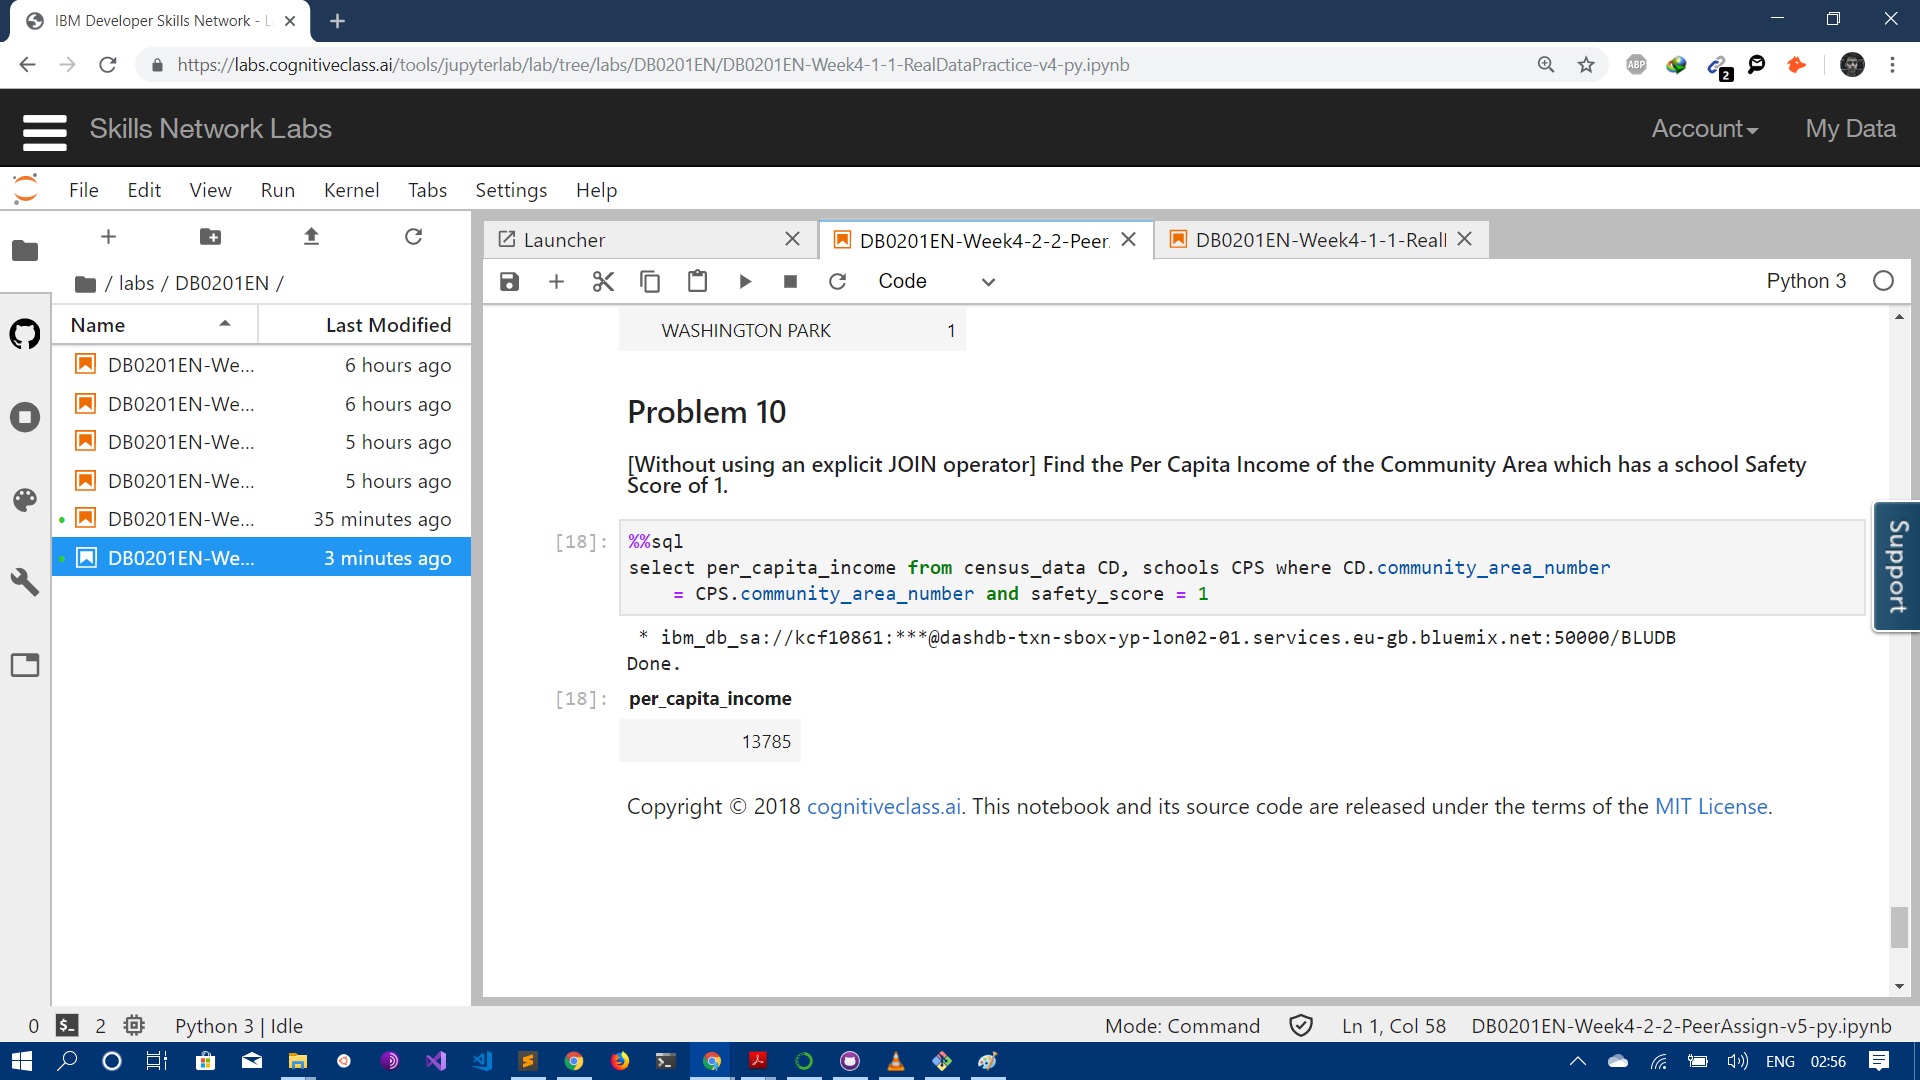 IBM Developer Skills Network - L
https://labs.cognitiveclass.ai/tools/jupyterlab/lab/tree/labs/DB0201EN/DB0201EN-Week4-1-1-RealDataPractice-v4-py.ipynb
ABP
2
Skills Network Labs
Account
My Data
File Edit View Run Kernel Tabs Settings Help
/ labs / DB0201EN /
Name Last Modified
DB0201EN-We... 6 hours ago
DB0201EN-We... 6 hours ago
DB0201EN-We... 5 hours ago
DB0201EN-We... 5 hours ago
DB0201EN-We... 35 minutes ago
DB0201EN-We... 3 minutes ago
Launcher
DB0201EN-Week4-2-2-Peer
DB0201EN-Week4-1-1-Real
Code
Python 3
WASHINGTON PARK 1
Problem 10
[Without using an explicit JOIN operator] Find the Per Capita Income of the Community Area which has a school Safety
Score of 1.
[18]: %%sql
select per_capita_income from census_data CD, schools CPS where CD.community_area_number
= CPS.community_area_number and safety_score = 1
* ibm_db_sa://kcf10861:***@dashdb-txn-sbox-yp-lon02-01.services.eu-gb.bluemix.net:50000/BLUDB
Done.
[18]: per_capita_income
13785
Copyright © 2018 cognitiveclass.ai. This notebook and its source code are released under the terms of the MIT License.
Support
0 $_ 2 Python 3 | Idle
Mode: Command
Ln 1, Col 58
DB0201EN-Week4-2-2-PeerAssign-v5-py.ipynb
ENG 02:56